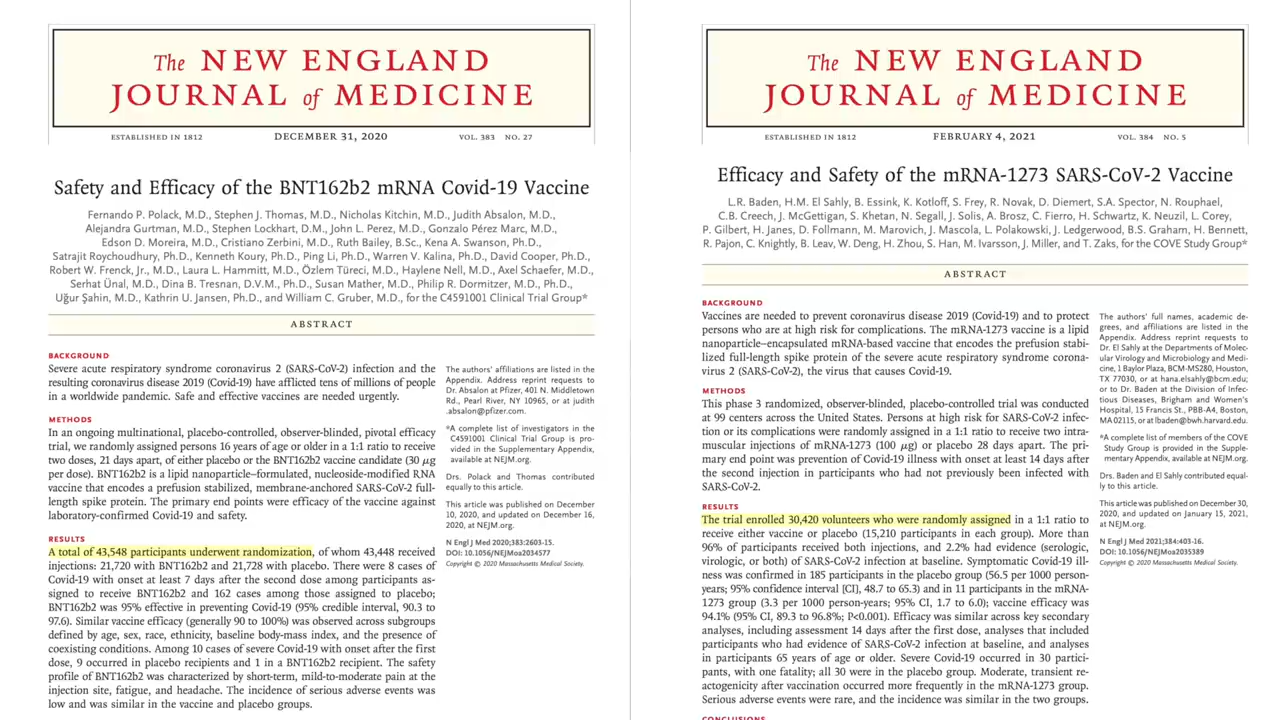 The NEW ENGLAND
JOURNAL of MEDICINE
ESTABLISHED IN 1812 DECEMBER 31, 2020 VOL. 383 NO. 27
Safety and Efficacy of the BNT162b2 mRNA Covid-19 Vaccine
Fernando P. Polack, M.D., Stephen J. Thomas, M.D., Nicholas Kitchin, M.D., Judith Absalon, M.D.,
Alejandra Gurtman, M.D., Stephen Lockhart, D.M., John L. Perez, M.D., Gonzalo Pérez Marc, M.D.,
Edson D. Moreira, M.D., Cristiano Zerbini, M.D., Ruth Bailey, B.Sc., Kena A. Swanson, Ph.D.,
Satrajit Roychoudhury, Ph.D., Kenneth Koury, Ph.D., Ping Li, Ph.D., Warren V. Kalina, Ph.D., David Cooper, Ph.D.,
Robert W. Frenck, Jr., M.D., Laura L. Hammitt, M.D., Özlem Türeci, M.D., Haylene Nell, M.D., Axel Schaefer, M.D.,
Serhat Ünal, M.D., Dina B. Tresnan, D.V.M., Ph.D., Susan Mather, M.D., Philip R. Dormitzer, M.D., Ph.D.,
Uğur Şahin, M.D., Kathrin U. Jansen, Ph.D., and William C. Gruber, M.D., for the C4591001 Clinical Trial Group*
ABSTRACT
BACKGROUND
Severe acute respiratory syndrome coronavirus 2 (SARS-CoV-2) infection and the
resulting coronavirus disease 2019 (Covid-19) have afflicted tens of millions of people
in a worldwide pandemic. Safe and effective vaccines are needed urgently.
METHODS
In an ongoing multinational, placebo-controlled, observer-blinded, pivotal efficacy
trial, we randomly assigned persons 16 years of age or older in a 1:1 ratio to receive
two doses, 21 days apart, of either placebo or the BNT162b2 vaccine candidate (30 μg
per dose). BNT162b2 is a lipid nanoparticle–formulated, nucleoside-modified RNA
vaccine that encodes a prefusion stabilized, membrane-anchored SARS-CoV-2 full-
length spike protein. The primary end points were efficacy of the vaccine against
laboratory-confirmed Covid-19 and safety.
RESULTS
A total of 43,548 participants underwent randomization, of whom 43,448 received
injections: 21,720 with BNT162b2 and 21,728 with placebo. There were 8 cases of
Covid-19 with onset at least 7 days after the second dose among participants as-
signed to receive BNT162b2 and 162 cases among those assigned to placebo;
BNT162b2 was 95% effective in preventing Covid-19 (95% credible interval, 90.3 to
97.6). Similar vaccine efficacy (generally 90 to 100%) was observed across subgroups
defined by age, sex, race, ethnicity, baseline body-mass index, and the presence of
coexisting conditions. Among 10 cases of severe Covid-19 with onset after the first
dose, 9 occurred in placebo recipients and 1 in a BNT162b2 recipient. The safety
profile of BNT162b2 was characterized by short-term, mild-to-moderate pain at the
injection site, fatigue, and headache. The incidence of serious adverse events was
low and was similar in the vaccine and placebo groups.
The authors' affiliations are listed in the
Appendix. Address reprint requests to
Dr. Absalon at Pfizer, 401 N. Middletown
Rd., Pearl River, NY 10965, or at judith
.absalon@pfizer.com.
*A complete list of investigators in the
C4591001 Clinical Trial Group is pro-
vided in the Supplementary Appendix,
available at NEJM.org.
Drs. Polack and Thomas contributed
equally to this article.
This article was published on December
10, 2020, and updated on December 16,
2020, at NEJM.org.
N Engl J Med 2020;383:2603-15.
DOI: 10.1056/NEJMoa2034577
Copyright © 2020 Massachusetts Medical Society.
The NEW ENGLAND
JOURNAL of MEDICINE
ESTABLISHED IN 1812 FEBRUARY 4, 2021 VOL. 384 NO. 5
Efficacy and Safety of the mRNA-1273 SARS-CoV-2 Vaccine
L.R. Baden, H.M. El Sahly, B. Essink, K. Kotloff, S. Frey, R. Novak, D. Diemert, S.A. Spector, N. Rouphael,
C.B. Creech, J. McGettigan, S. Khetan, N. Segall, J. Solis, A. Brosz, C. Fierro, H. Schwartz, K. Neuzil, L. Corey,
P. Gilbert, H. Janes, D. Follmann, M. Marovich, J. Mascola, L. Polakowski, J. Ledgerwood, B.S. Graham, H. Bennett,
R. Pajon, C. Knightly, B. Leav, W. Deng, H. Zhou, S. Han, M. Ivarsson, J. Miller, and T. Zaks, for the COVE Study Group*
ABSTRACT
BACKGROUND
Vaccines are needed to prevent coronavirus disease 2019 (Covid-19) and to protect
persons who are at high risk for complications. The mRNA-1273 vaccine is a lipid
nanoparticle–encapsulated mRNA-based vaccine that encodes the prefusion stabi-
lized full-length spike protein of the severe acute respiratory syndrome corona-
virus 2 (SARS-CoV-2), the virus that causes Covid-19.
METHODS
This phase 3 randomized, observer-blinded, placebo-controlled trial was conducted
at 99 centers across the United States. Persons at high risk for SARS-CoV-2 infec-
tion or its complications were randomly assigned in a 1:1 ratio to receive two intra-
muscular injections of mRNA-1273 (100 μg) or placebo 28 days apart. The pri-
mary end point was prevention of Covid-19 illness with onset at least 14 days after
the second injection in participants who had not previously been infected with
SARS-CoV-2.
RESULTS
The trial enrolled 30,420 volunteers who were randomly assigned in a 1:1 ratio to
receive either vaccine or placebo (15,210 participants in each group). More than
96% of participants received both injections, and 2.2% had evidence (serologic,
virologic, or both) of SARS-CoV-2 infection at baseline. Symptomatic Covid-19 ill-
ness was confirmed in 185 participants in the placebo group (56.5 per 1000 person-
years; 95% confidence interval [CI], 48.7 to 65.3) and in 11 participants in the mRNA-
1273 group (3.3 per 1000 person-years; 95% CI, 1.7 to 6.0); vaccine efficacy was
94.1% (95% CI, 89.3 to 96.8%; P<0.001). Efficacy was similar across key secondary
analyses, including assessment 14 days after the first dose, analyses that included
participants who had evidence of SARS-CoV-2 infection at baseline, and analyses
in participants 65 years of age or older. Severe Covid-19 occurred in 30 partici-
pants, with one fatality; all 30 were in the placebo group. Moderate, transient re-
actogenicity after vaccination occurred more frequently in the mRNA-1273 group.
Serious adverse events were rare, and the incidence was similar in the two groups.
CONCLUSIONS
The authors' full names, academic de-
grees, and affiliations are listed in the
Appendix. Address reprint requests to
Dr. El Sahly at the Departments of Molec-
ular Virology and Microbiology and Medi-
cine, 1 Baylor Plaza, BCM-MS280, Houston,
TX 77030, or at hana.elsahly@bcm.edu;
or to Dr. Baden at the Division of Infec-
tious Diseases, Brigham and Women's
Hospital, 15 Francis St., PBB-A4, Boston,
MA 02115, or at lbaden@bwh.harvard.edu.
*A complete list of members of the COVE
Study Group is provided in the Supple-
mentary Appendix, available at NEJM.org.
Drs. Baden and El Sahly contributed equal-
ly to this article.
This article was published on December 30,
2020, and updated on January 15, 2021,
at NEJM.org.
N Engl J Med 2021;384:403-16.
DOI: 10.1056/NEJMoa2035389
Copyright © 2020 Massachusetts Medical Society.